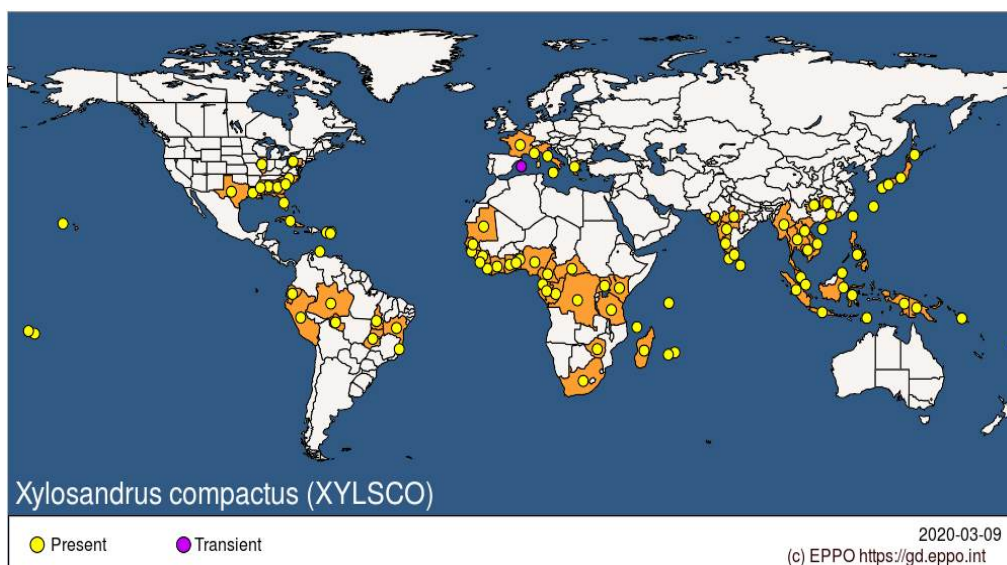 Xylosandrus compactus (XYLSCO)
Present
Transient
2020-03-09
(c) EPPO https://gd.eppo.int